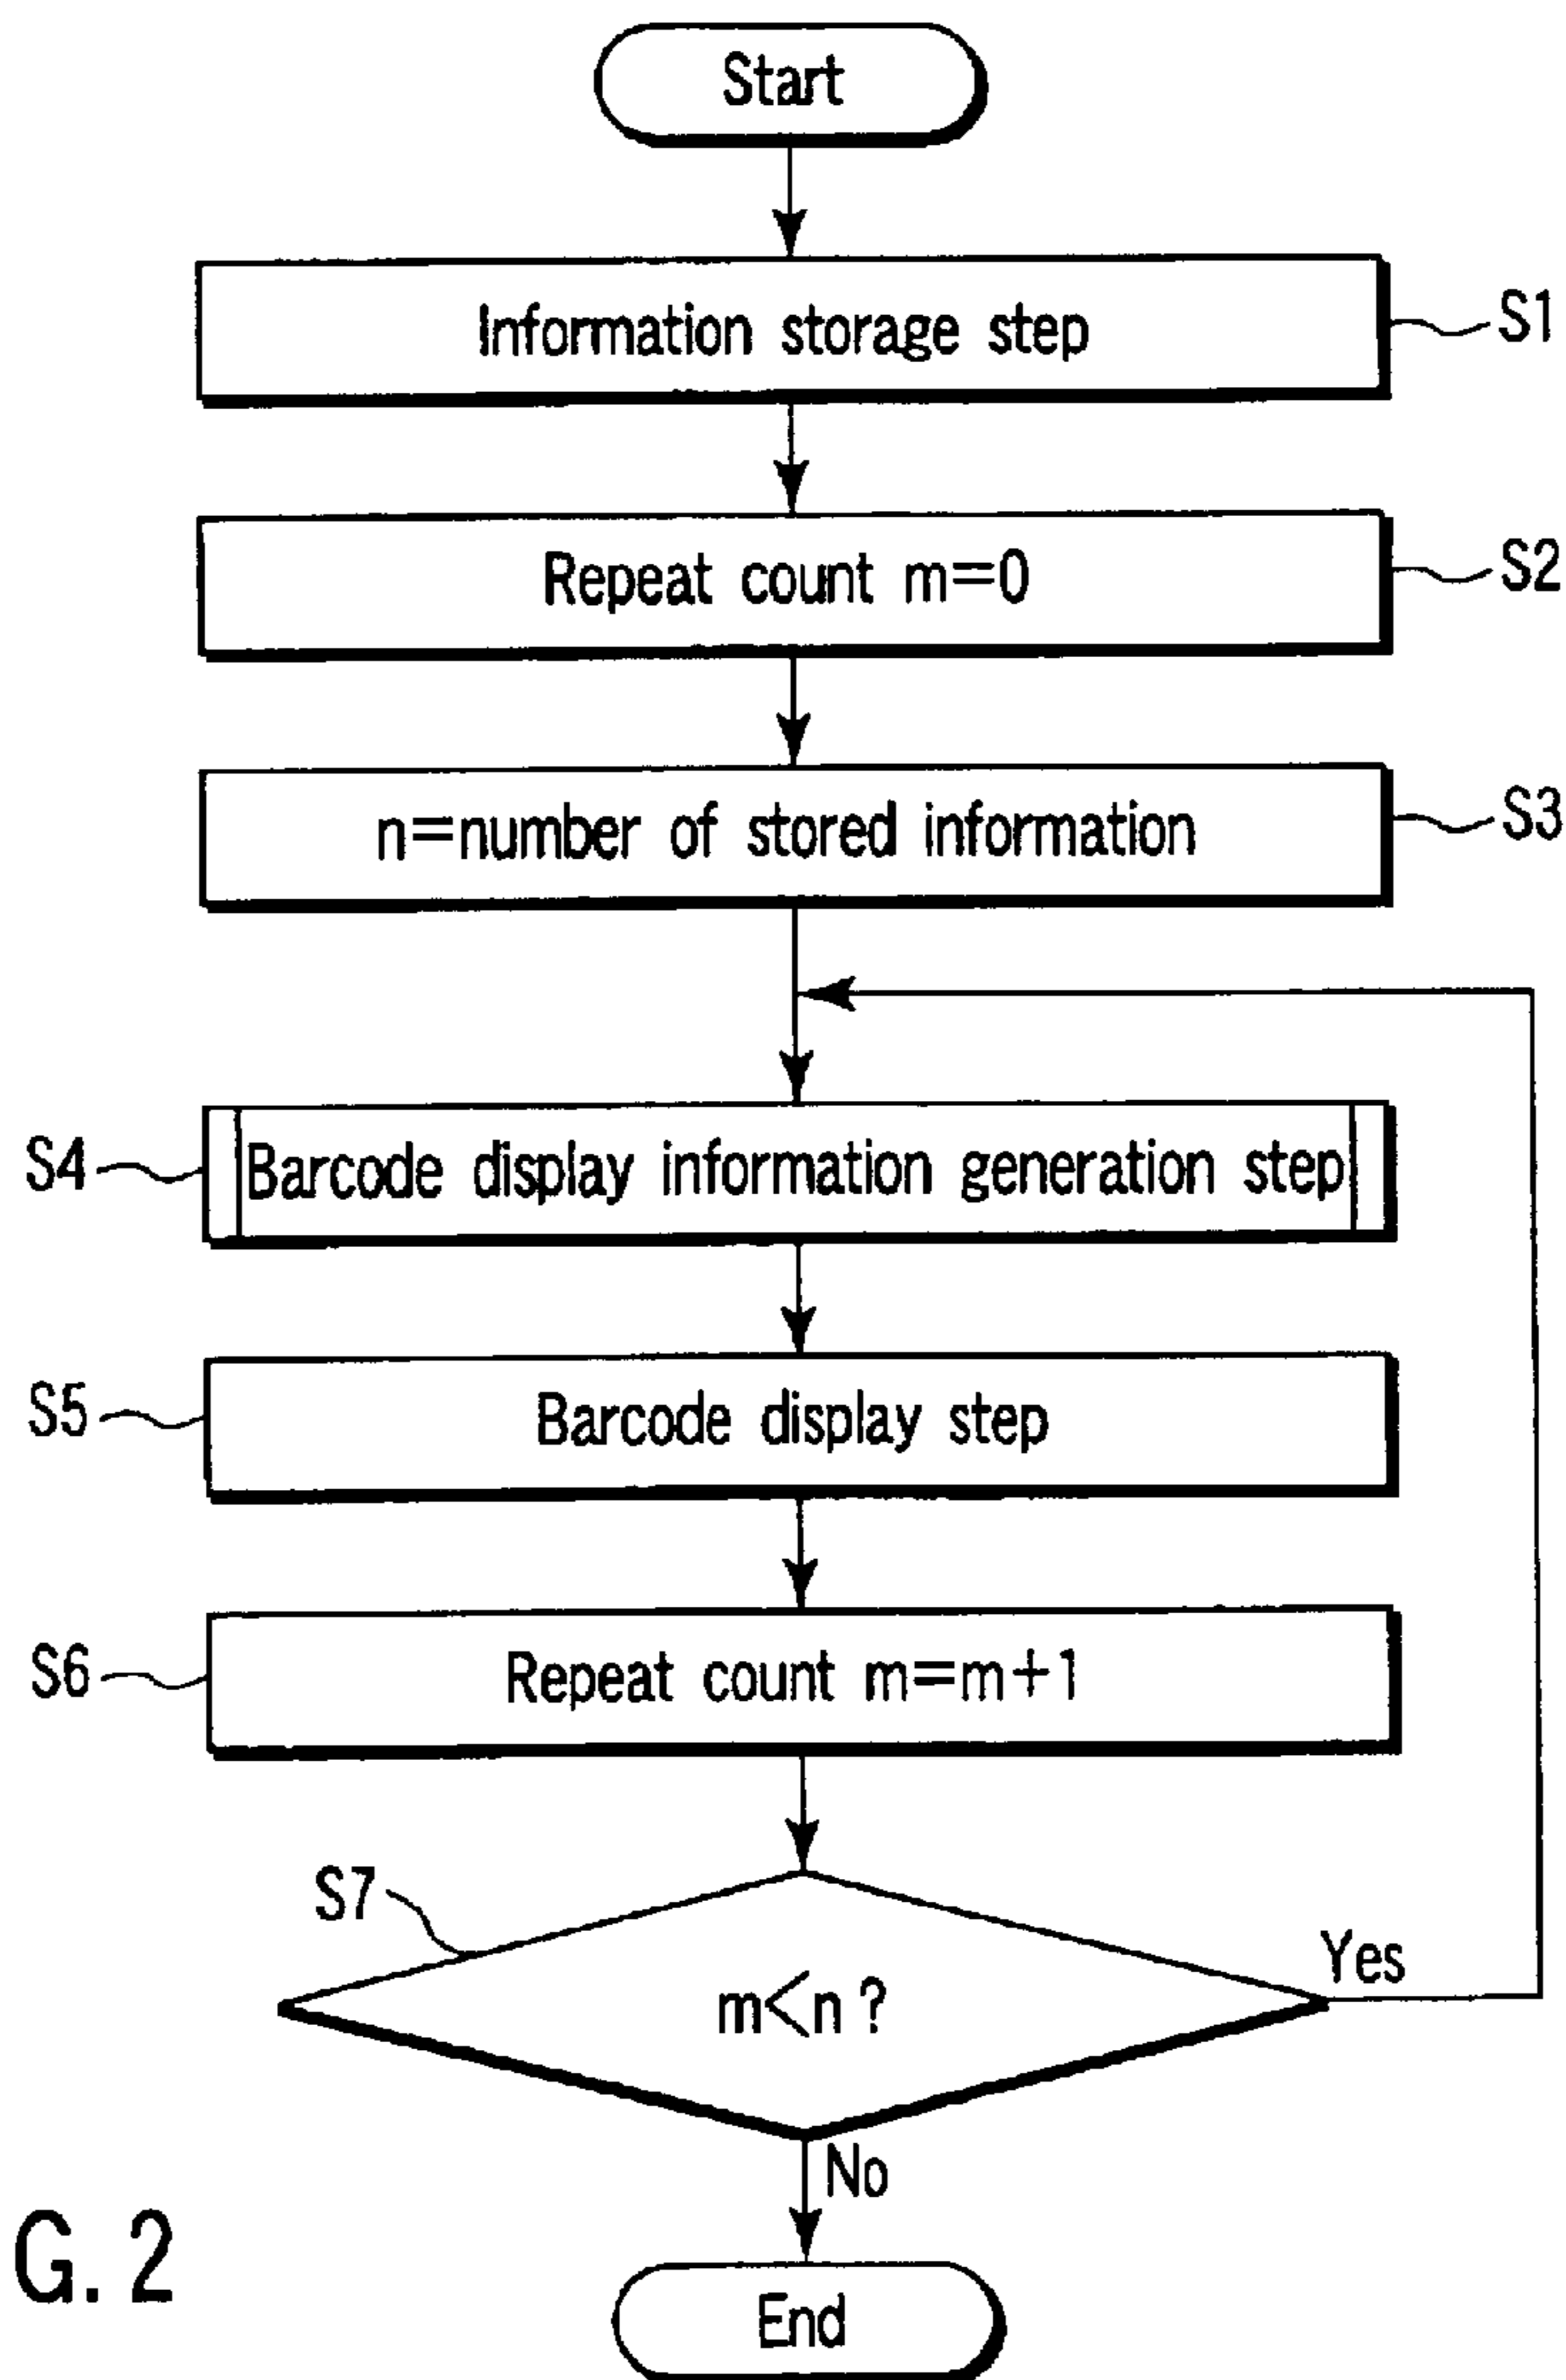 Start
Information storage step
S1
Repeat count m=0
S2
n=number of stored information
S3
S4
Barcode display information generation step
S5
Barcode display step
S6
Repeat count m=m+1
S7
m<n?
Yes
No
G. 2
End